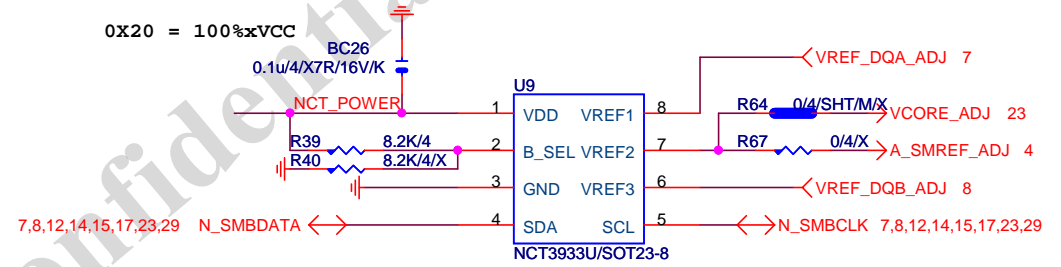 0X20 = 100%xVCC
BC26
0.1u/4/X7R/16V/K
NCT_POWER
U9
VREF_DQA_ADJ 7
1 VDD VREF1 8
R64 0/4/SHT/M/X
VCORE_ADJ 23
R39 8.2K/4
2 B_SEL VREF2 7
R67 0/4/X
A_SMREF_ADJ 4
R40 8.2K/4/X
3 GND VREF3 6
VREF_DQB_ADJ 8
7,8,12,14,15,17,23,29 N_SMBDATA
4 SDA SCL 5
N_SMBCLK 7,8,12,14,15,17,23,29
NCT3933U/SOT23-8
onfidential